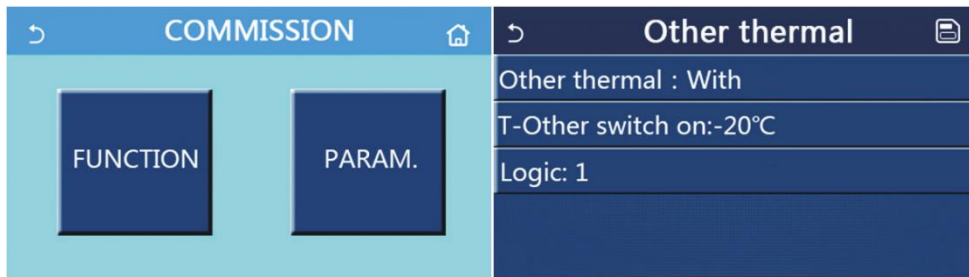 COMMISSION
FUNCTION
PARAM.
Other thermal
Other thermal : With
T-Other switch on:-20℃
Logic: 1